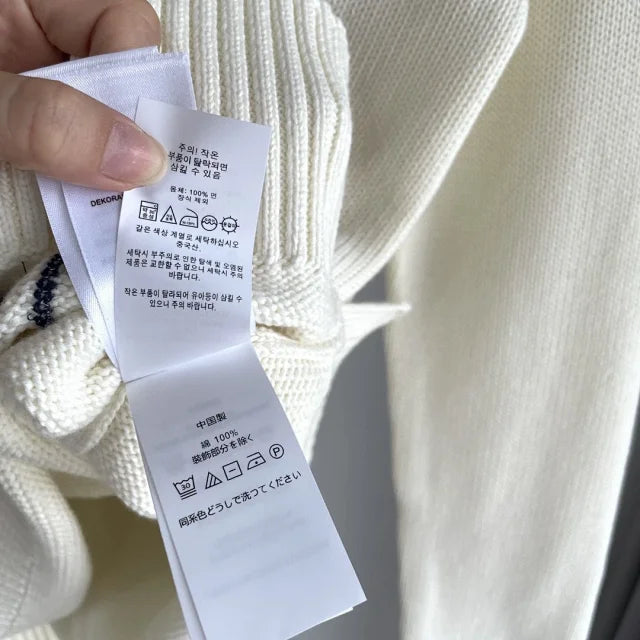 DEKORA
주의! 작은
부품이 탈락되면
삼킬 수 있음
몸체: 100% 면
장식 제외
같은 색상 계열로 세탁하십시오
중국산.
세탁시 부주의로 인한 탈색 및 오염된
제품은 교환할 수 없으니 세탁시 주의
바랍니다.
작은 부품이 탈락되어 유아등이 삼킬 수
있으니 주의 바랍니다.
中国製
綿 100%
装飾部分を除く
30
同系色どうしで洗ってください